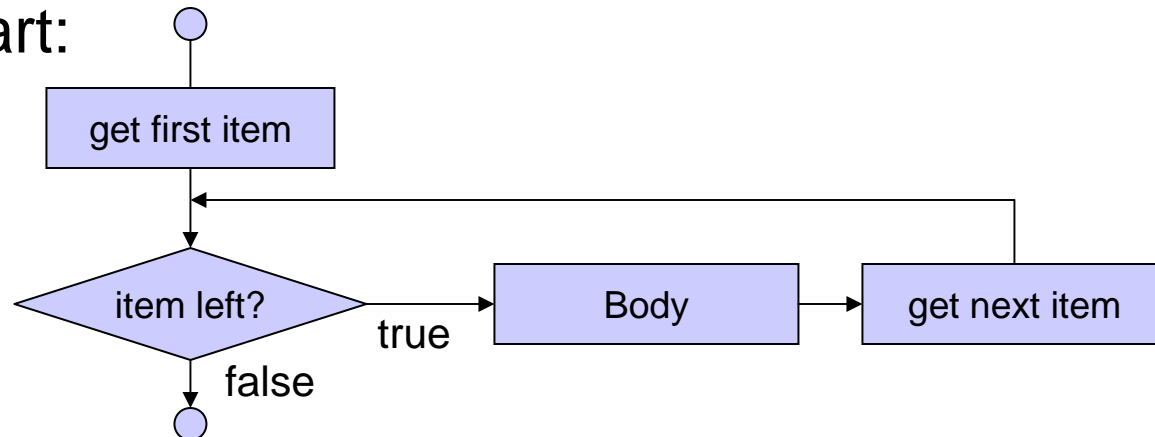 art:
get first item
item left?
true
Body
get next item
false